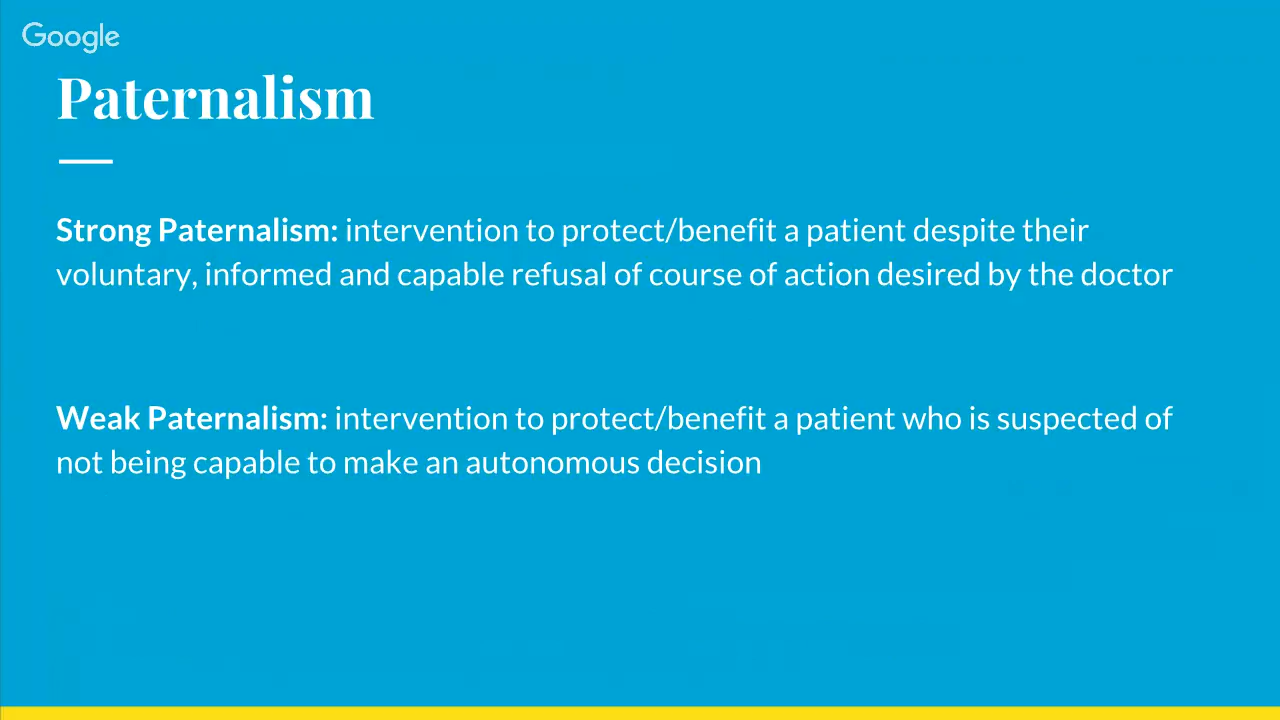 Google
Paternalism
Strong Paternalism: intervention to protect/benefit a patient despite their
voluntary, informed and capable refusal of course of action desired by the doctor
Weak Paternalism: intervention to protect/benefit a patient who is suspected of
not being capable to make an autonomous decision